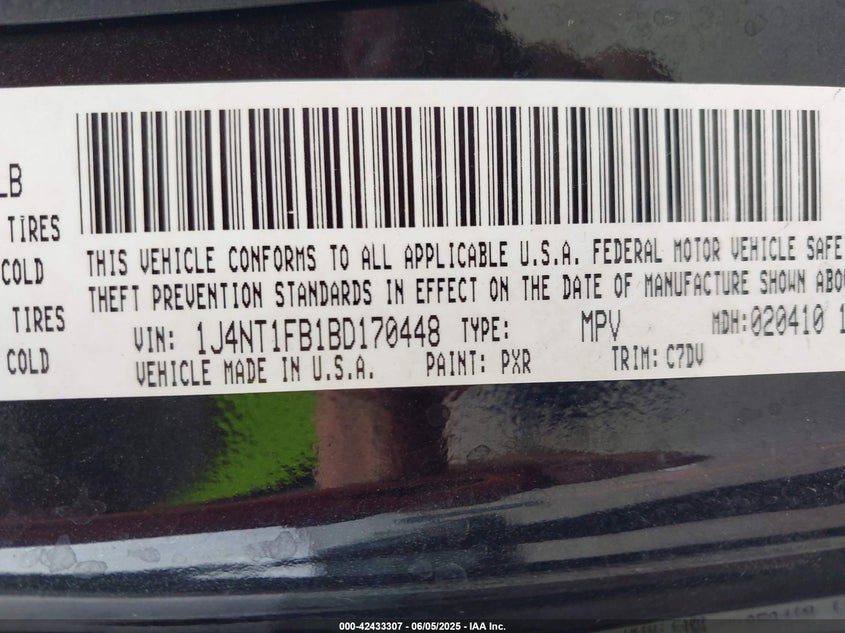 LB
TIRES
COLD
TIRES
COLD
THIS VEHICLE CONFORMS TO ALL APPLICABLE U.S.A. FEDERAL MOTOR VEHICLE SAFE
THEFT PREVENTION STANDARDS IN EFFECT ON THE DATE OF MANUFACTURE SHOWN ABO
VIN: 1J4NT1FB1BD170448 TYPE: MPV MDH:020410 1
VEHICLE MADE IN U.S.A. PAINT: PXR TRIM: C7DV
000-42433307 - 06/05/2025 - IAA Inc.